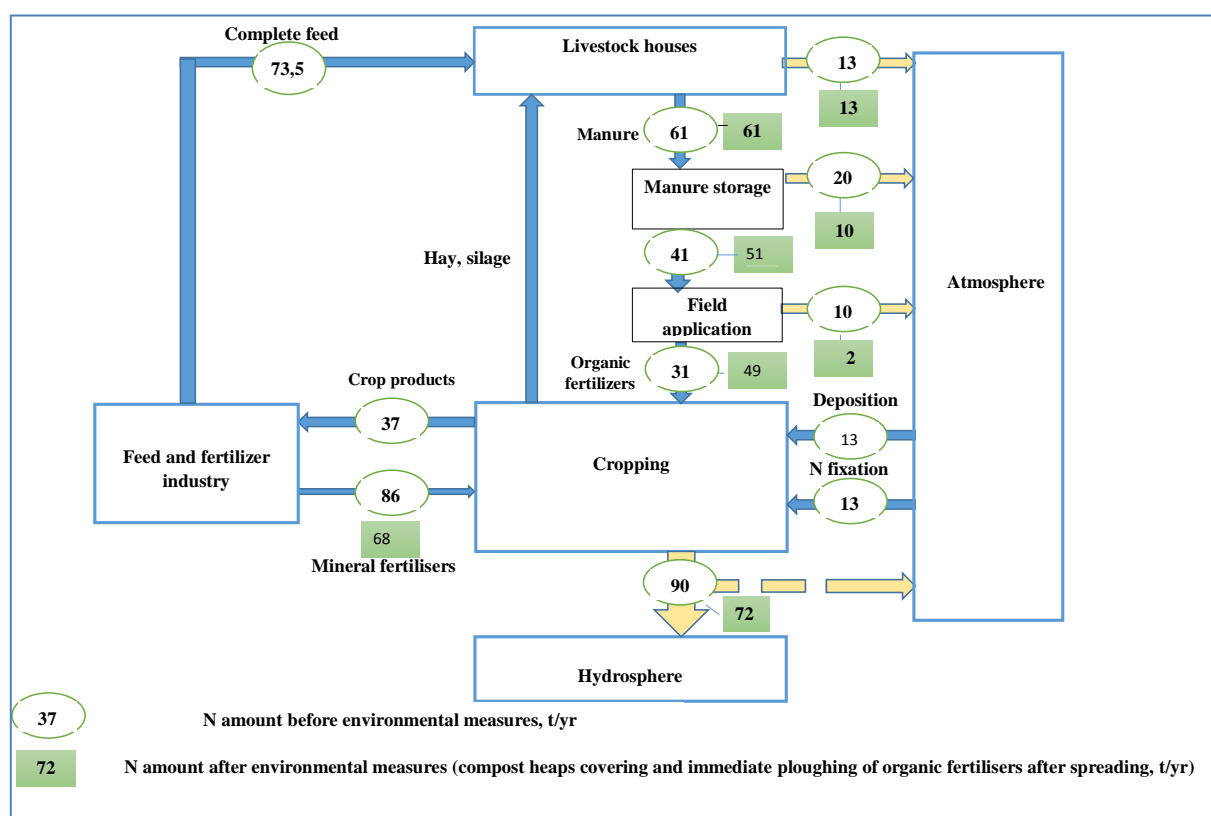 Complete feed
73,5
Livestock houses
13
13
Manure
61
61
Manure storage
20
10
41
51
Hay, silage
Atmosphere
Field
application
10
2
Organic
fertilizers
31
49
Crop products
37
Deposition
13
Feed and fertilizer
industry
Cropping
N fixation
13
86
68
Mineral fertilisers
90
72
Hydrosphere
37
N amount before environmental measures, t/yr
72
N amount after environmental measures (compost heaps covering and immediate ploughing of organic fertilisers after spreading, t/yr)